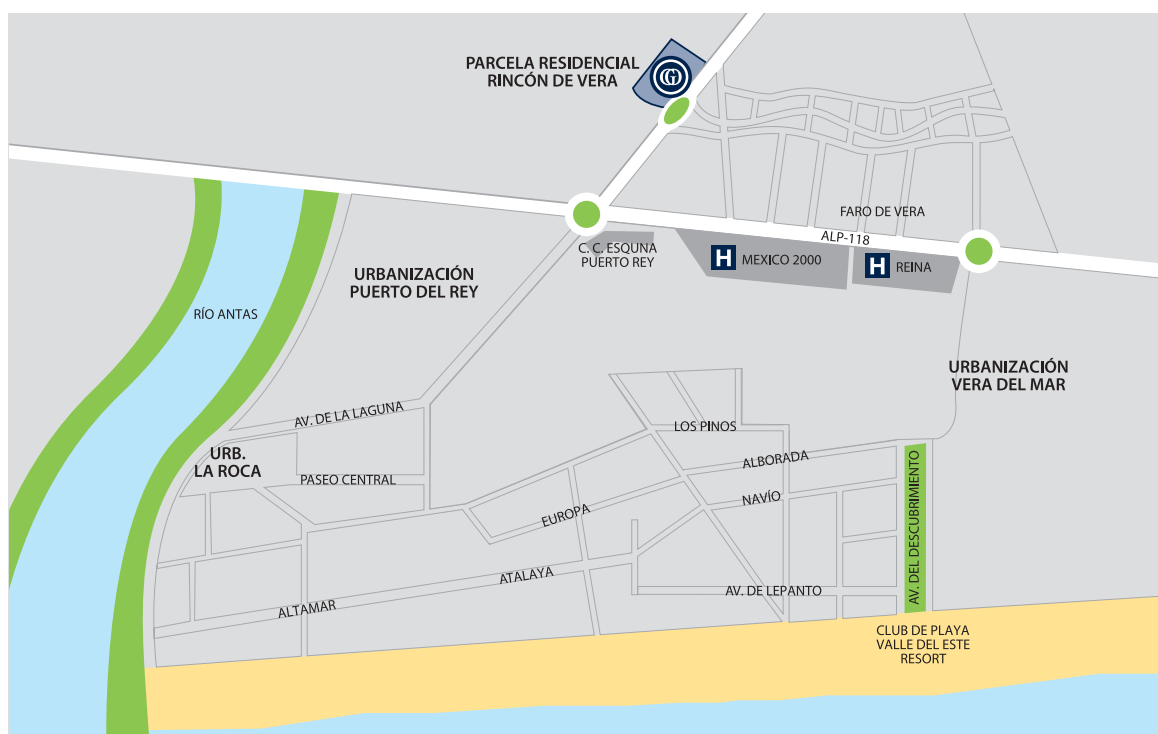 PARCELA RESIDENCIAL
RINCÓN DE VERA
G
FARO DE VERA
ALP-118
C. C. ESQUNA
PUERTO REY
H MEXICO 2000
H REINA
URBANIZACIÓN
PUERTO DEL REY
RÍO ANTAS
URBANIZACIÓN
VERA DEL MAR
AV. DE LA LAGUNA
LOS PINOS
URB.
LA ROCA
ALBORADA
PASEO CENTRAL
NAVÍO
EUROPA
AV. DEL DESCUBRIMIENTO
ATALAYA
AV. DE LEPANTO
ALTAMAR
CLUB DE PLAYA
VALLE DEL ESTE
RESORT